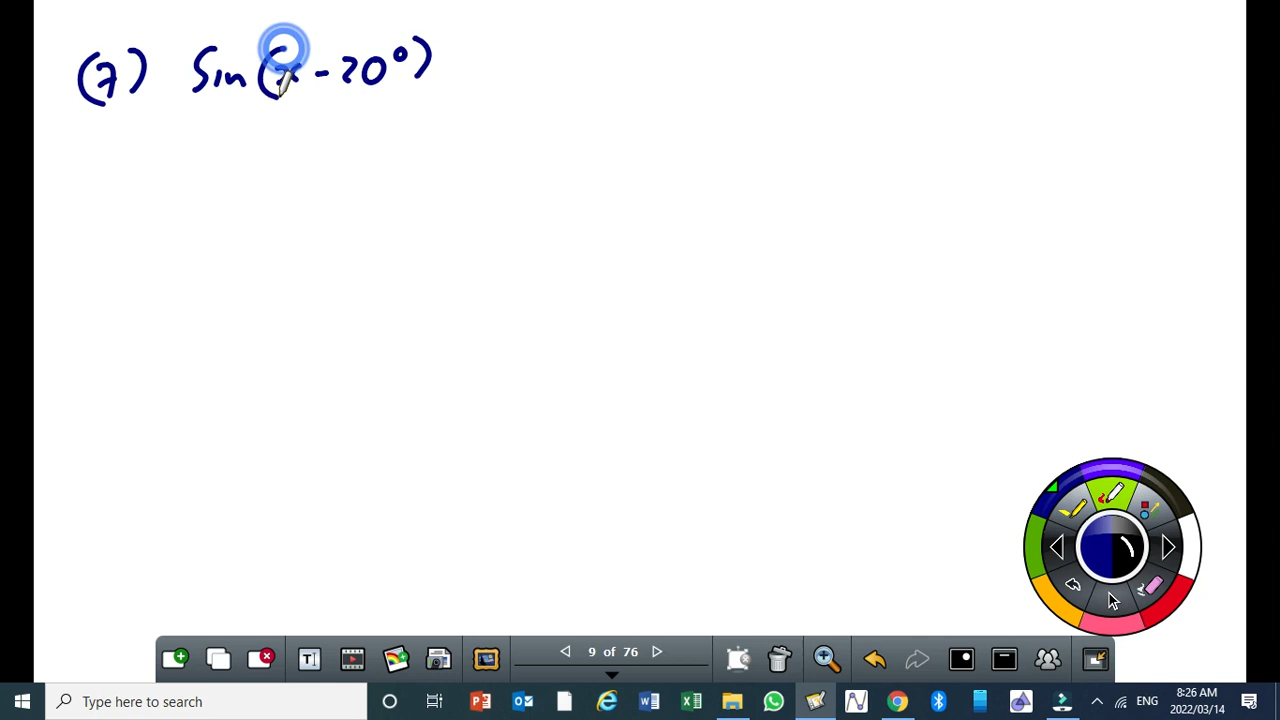 (7) Sin(x - 20°)
9 of 76
Type here to search
ENG
8:26 AM
2022/03/14